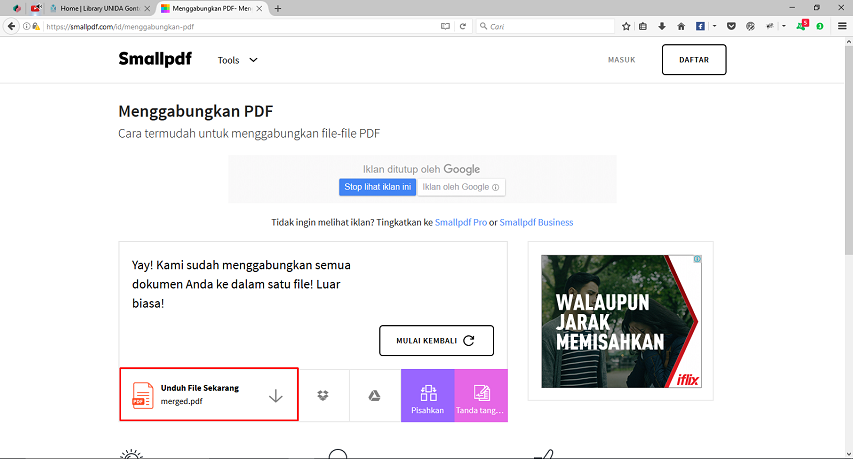 Home | Library UNIDA Gont
Menggabungkan PDF- Men
https://smallpdf.com/id/menggabungkan-pdf
Cari
5
Smallpdf
Tools
MASUK
DAFTAR
Menggabungkan PDF
Cara termudah untuk menggabungkan file-file PDF
Iklan ditutup oleh Google
Stop lihat iklan ini
Iklan oleh Google
Tidak ingin melihat iklan? Tingkatkan ke Smallpdf Pro or Smallpdf Business
Yay! Kami sudah menggabungkan semua
dokumen Anda ke dalam satu file! Luar
biasa!
MULAI KEMBALI
PDF
Unduh File Sekarang
merged.pdf
Pisahkan
Tanda tang...
WALAUPUN
JARAK
MEMISAHKAN
iflix